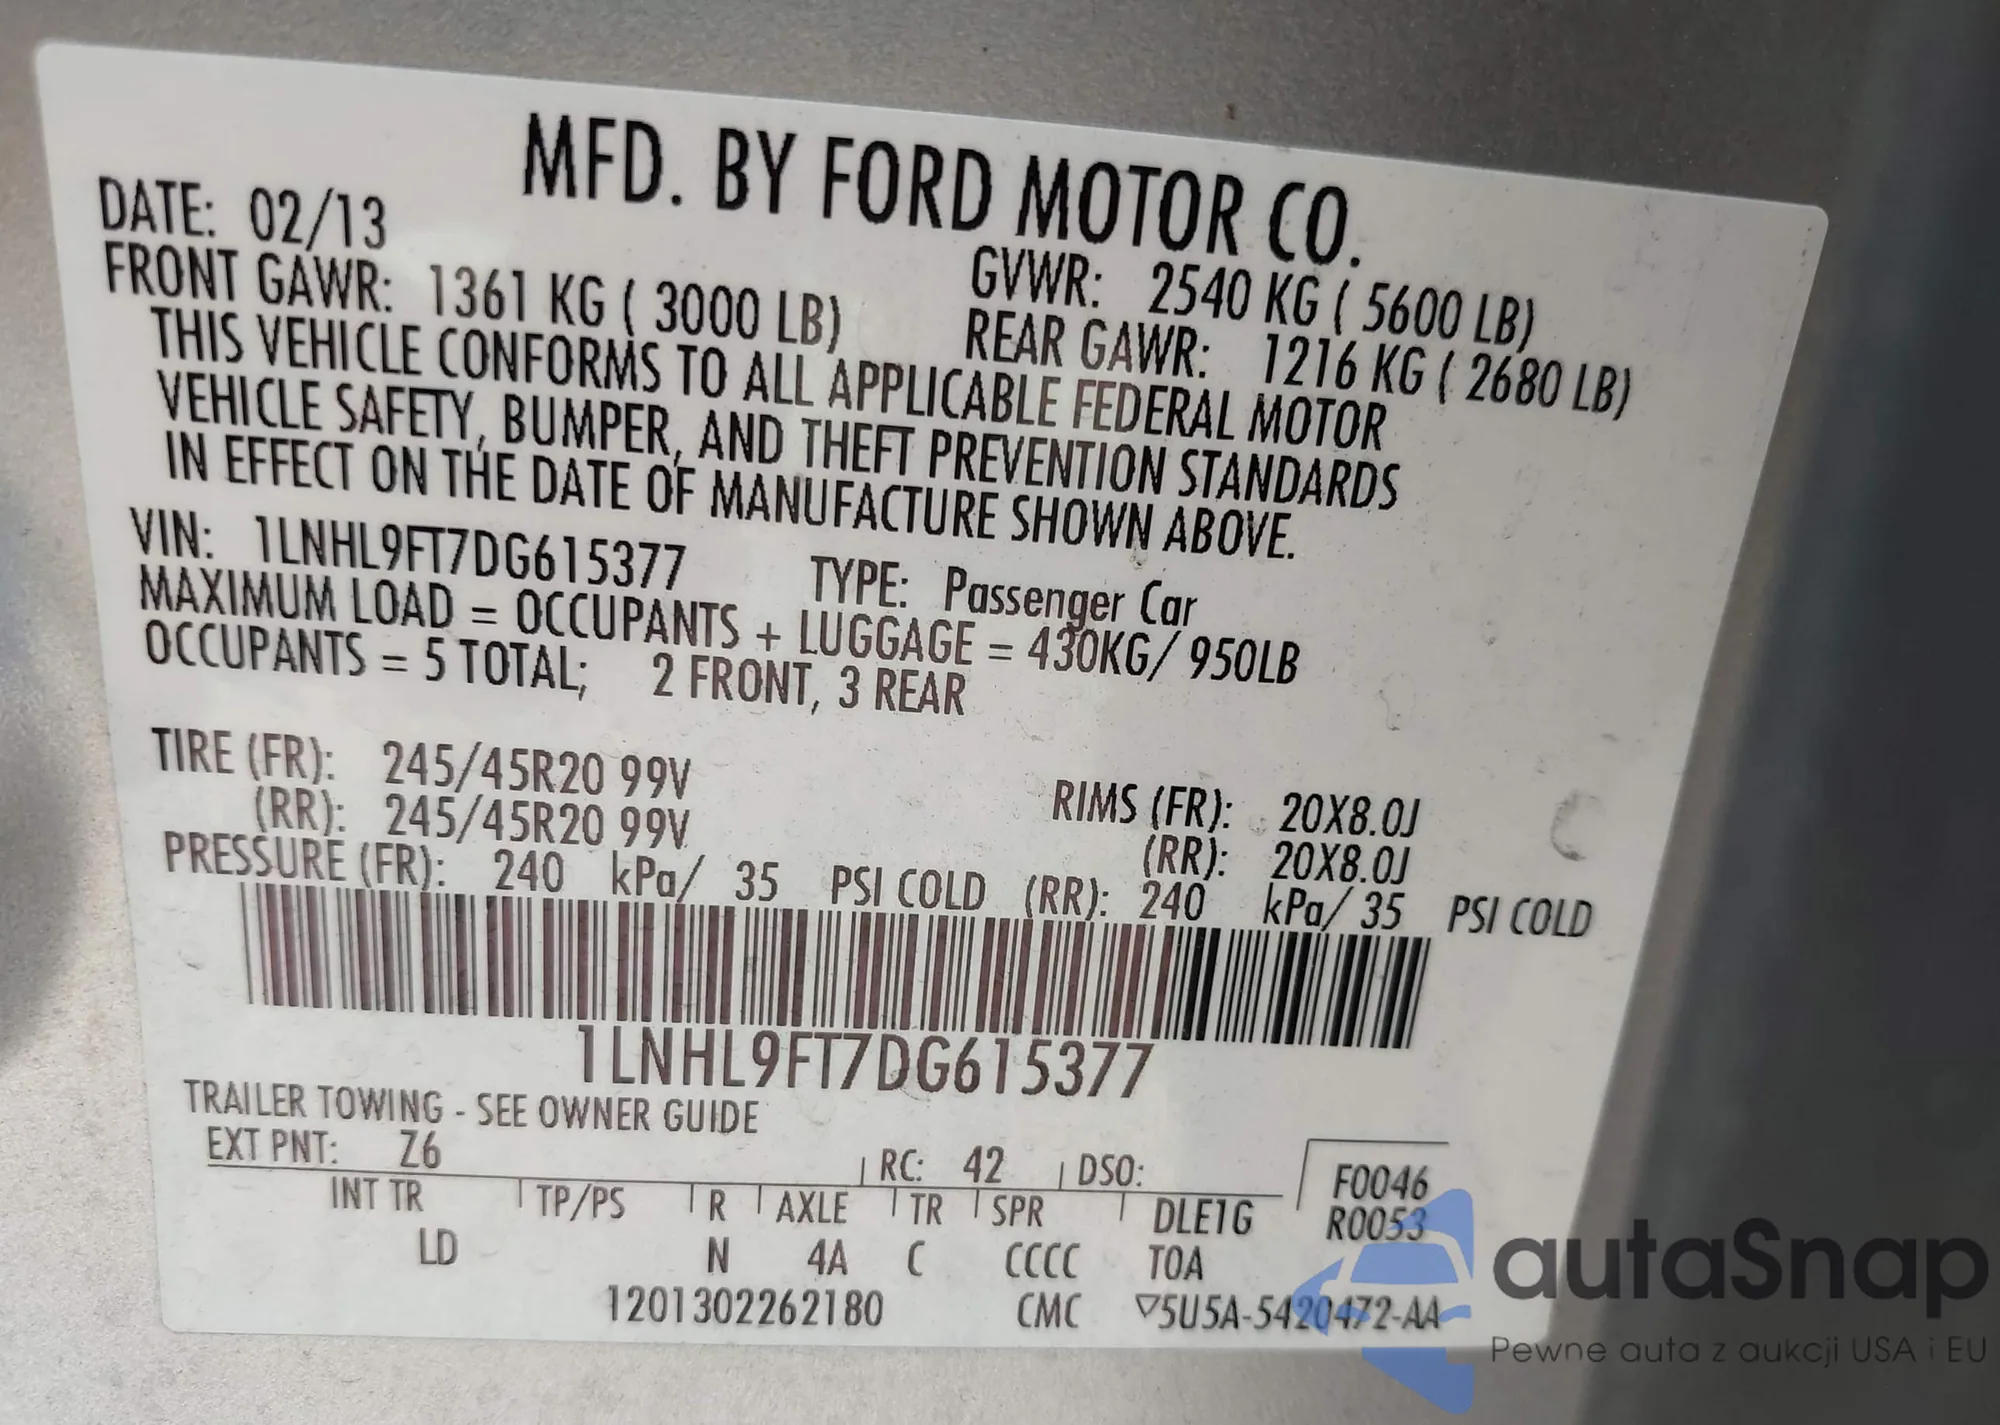 MFD. BY FORD MOTOR CO.
DATE: 02/13 GVWR: 2540 KG ( 5600 LB)
FRONT GAWR: 1361 KG ( 3000 LB) REAR GAWR: 1216 KG ( 2680 LB)
THIS VEHICLE CONFORMS TO ALL APPLICABLE FEDERAL MOTOR
VEHICLE SAFETY, BUMPER, AND THEFT PREVENTION STANDARDS
IN EFFECT ON THE DATE OF MANUFACTURE SHOWN ABOVE.
VIN: 1LNHL9FT7DG615377 TYPE: Passenger Car
MAXIMUM LOAD = OCCUPANTS + LUGGAGE = 430KG/ 950LB
OCCUPANTS = 5 TOTAL; 2 FRONT, 3 REAR
TIRE (FR): 245/45R20 99V RIMS (FR): 20X8.0J
(RR): 245/45R20 99V (RR): 20X8.0J
PRESSURE (FR): 240 kPa/ 35 PSI COLD (RR): 240 kPa/ 35 PSI COLD
1LNHL9FT7DG615377
TRAILER TOWING - SEE OWNER GUIDE
EXT PNT: Z6 RC: 42 DSO: F0046
INT TR TP/PS R AXLE TR SPR DLE1G R0053
LD N 4A C CCCC TOA
1201302262180 CMC ▽5U5A-5420472-AA
autaSnap
Pewne auta z aukcji USA i EU